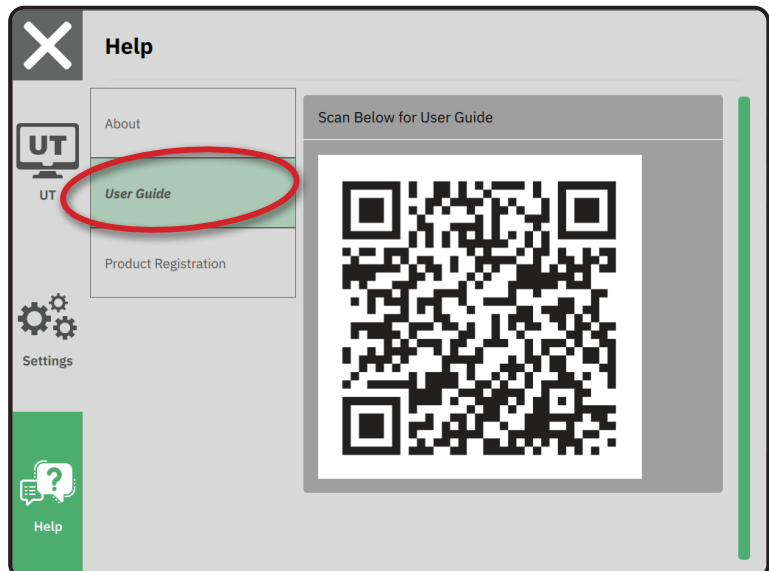 Help
UT
UT
Settings
Help
About
User Guide
Product Registration
Scan Below for User Guide